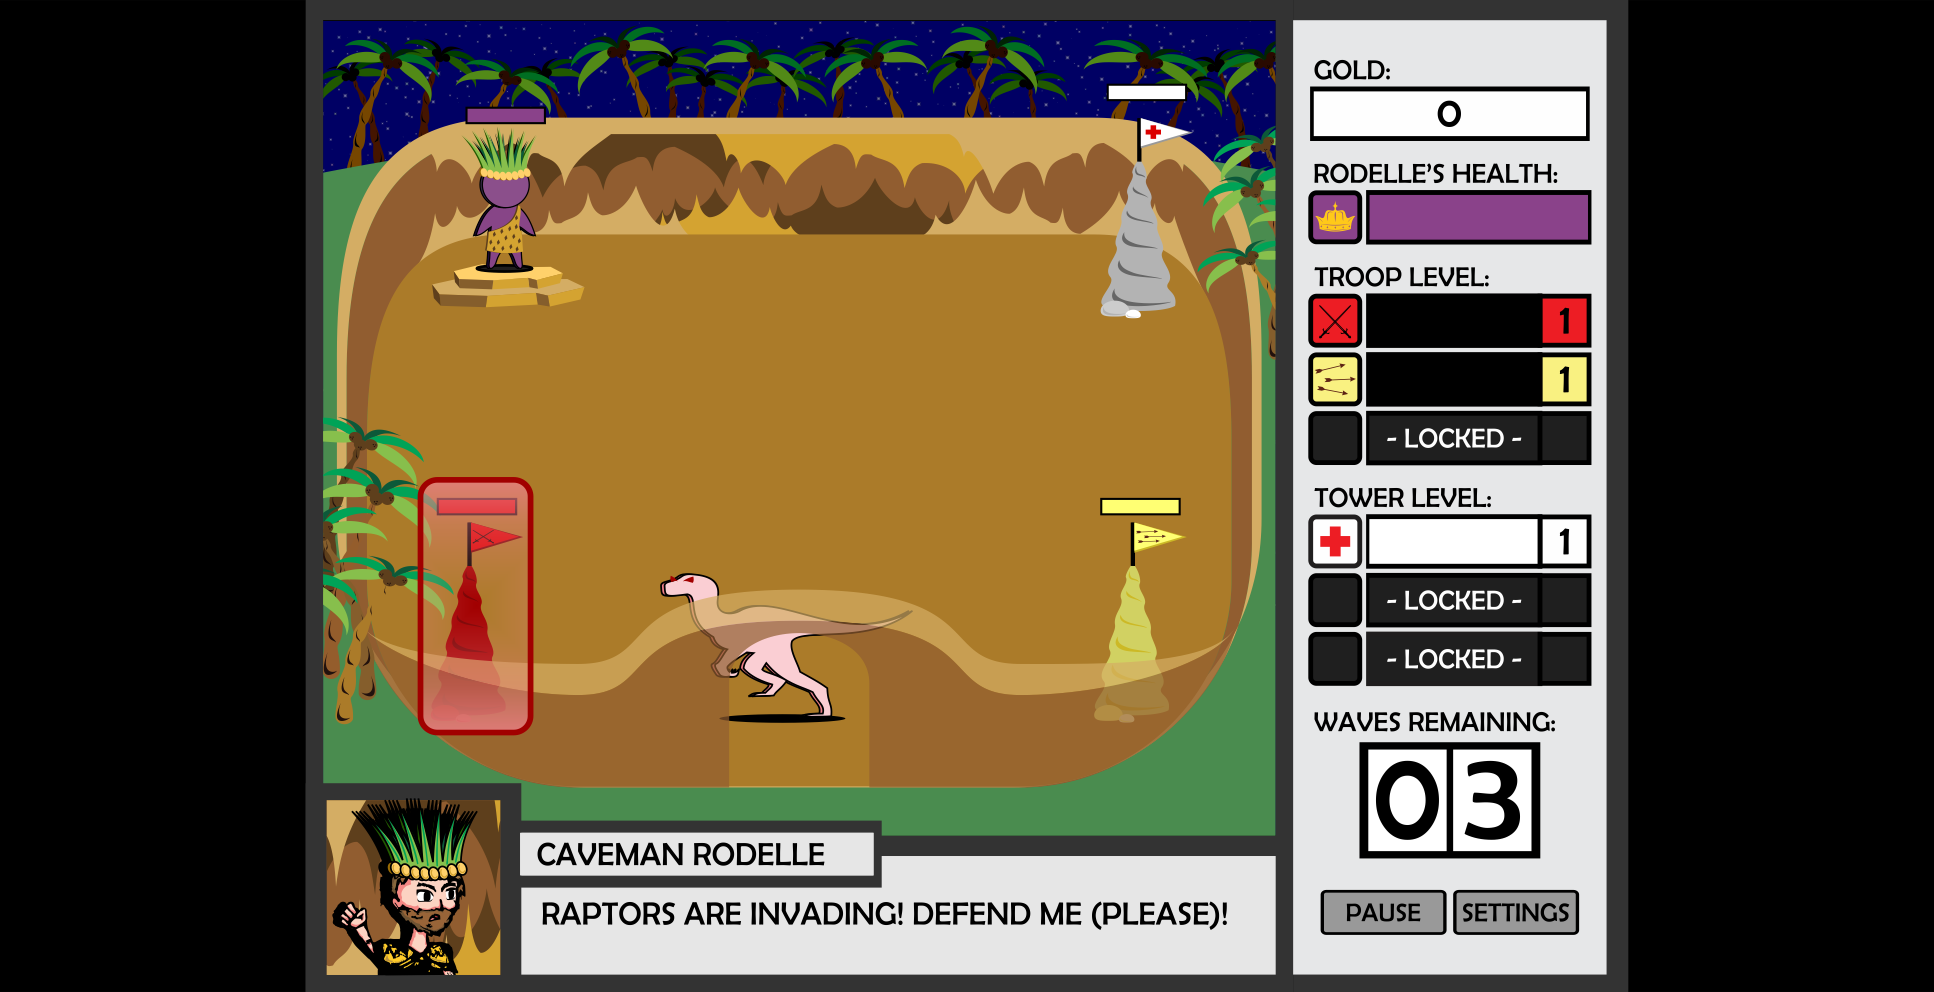 GOLD:
0
RODELLE'S HEALTH:
TROOP LEVEL:
1
1
- LOCKED -
TOWER LEVEL:
1
- LOCKED -
- LOCKED -
WAVES REMAINING:
03
PAUSE SETTINGS
CAVEMAN RODELLE
RAPTORS ARE INVADING! DEFEND ME (PLEASE)!